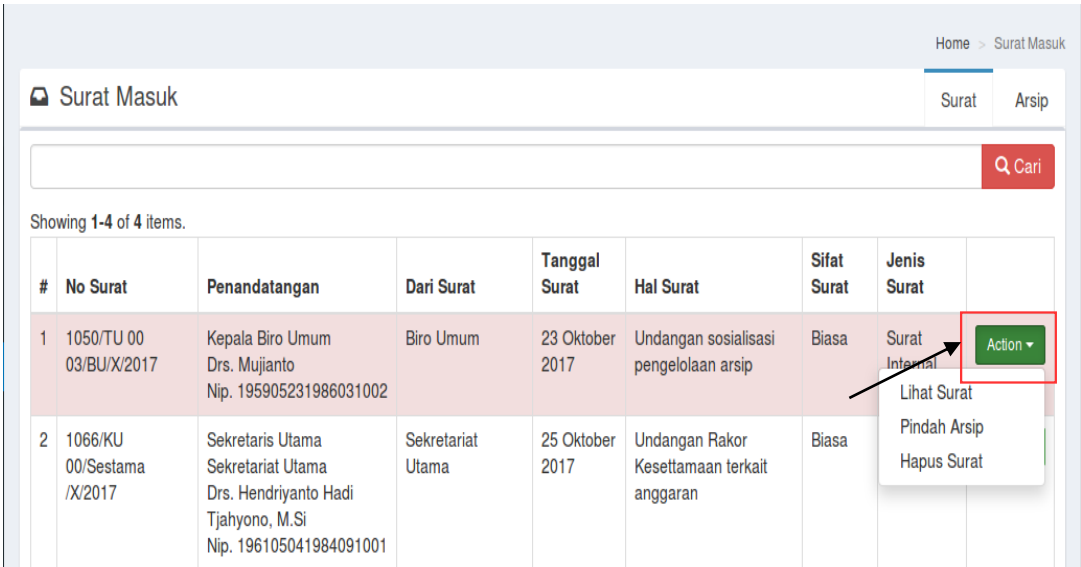 Home > Surat Masuk
Surat Masuk
Surat Arsip
Cari
Showing 1-4 of 4 items.
# No Surat Penandatangan Dari Surat Tanggal Surat Hal Surat Sifat Surat Jenis Surat
1 1050/TU 00 Kepala Biro Umum Biro Umum 23 Oktober Undangan sosialisasi Biasa Surat Action
03/BU/X/2017 Drs. Mujianto 2017 pengelolaan arsip Internal
Nip. 195905231986031002
Lihat Surat
Pindah Arsip
Hapus Surat
2 1066/KU Sekretaris Utama Sekretariat 25 Oktober Undangan Rakor Biasa
00/Sestama Sekretariat Utama Utama 2017 Kesettamaan terkait
/X/2017 Drs. Hendriyanto Hadi anggaran
Tjahyono, M.Si
Nip. 196105041984091001